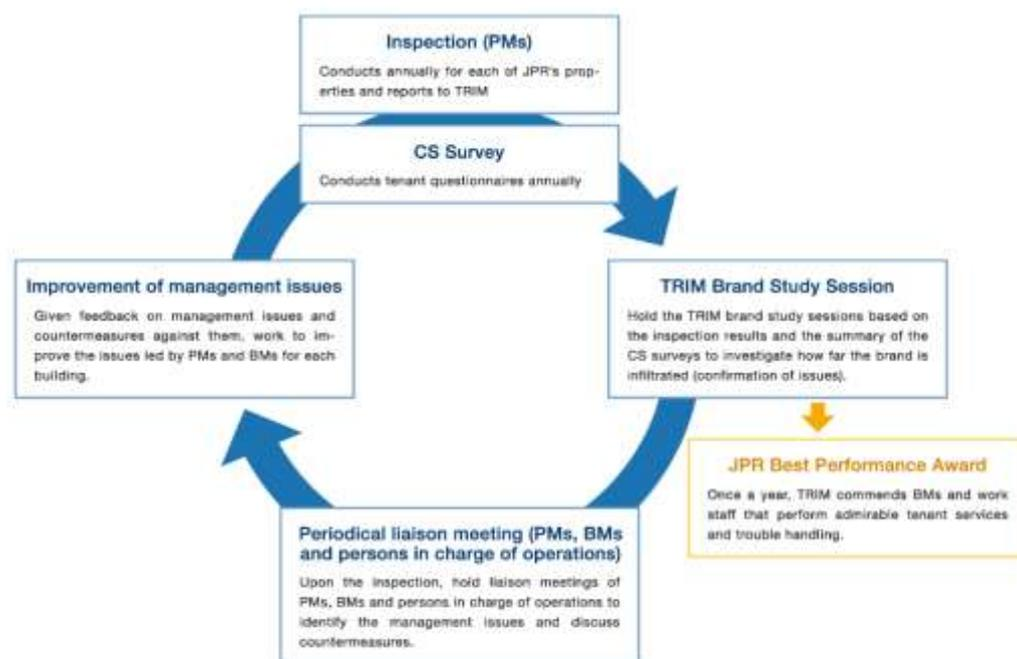 Inspection (PMs)
Conducts annually for each of JPR's prop-
erties and reports to TRIM
CS Survey
Conducts tenant questionnaires annually
TRIM Brand Study Session
Hold the TRIM brand study sessions based on
the inspection results and the summary of the
CS surveys to investigate how far the brand is
infiltrated (confirmation of issues).
JPR Best Performance Award
Once a year, TRIM commends BMs and work
staff that perform admirable tenant services
and trouble handling.
Periodical liaison meeting (PMs, BMs
and persons in charge of operations)
Upon the inspection, hold liaison meetings of
PMs, BMs and persons in charge of operations to
identify the management issues and discuss
countermeasures.
Improvement of management issues
Given feedback on management issues and
countermeasures against them, work to im-
prove the issues led by PMs and BMs for each
building.